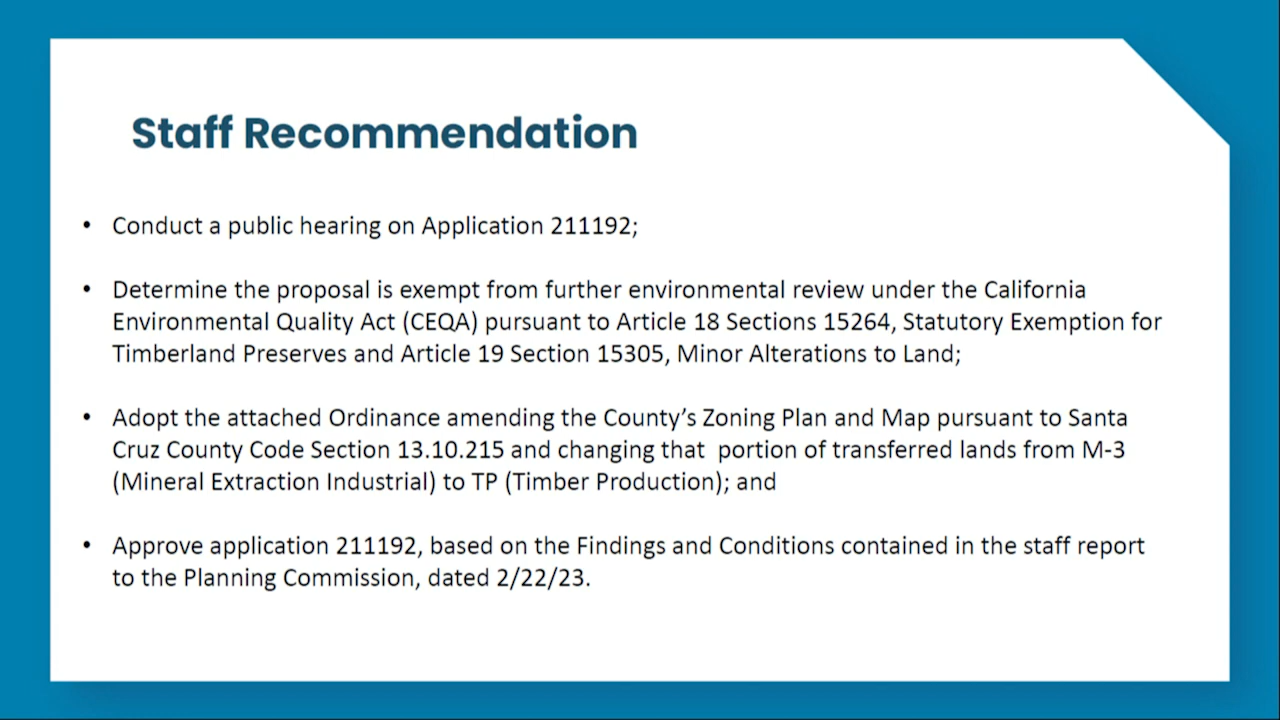 Staff Recommendation
• Conduct a public hearing on Application 211192;
• Determine the proposal is exempt from further environmental review under the California
Environmental Quality Act (CEQA) pursuant to Article 18 Sections 15264, Statutory Exemption for
Timberland Preserves and Article 19 Section 15305, Minor Alterations to Land;
• Adopt the attached Ordinance amending the County’s Zoning Plan and Map pursuant to Santa
Cruz County Code Section 13.10.215 and changing that  portion of transferred lands from M-3
(Mineral Extraction Industrial) to TP (Timber Production); and
• Approve application 211192, based on the Findings and Conditions contained in the staff report
to the Planning Commission, dated 2/22/23.